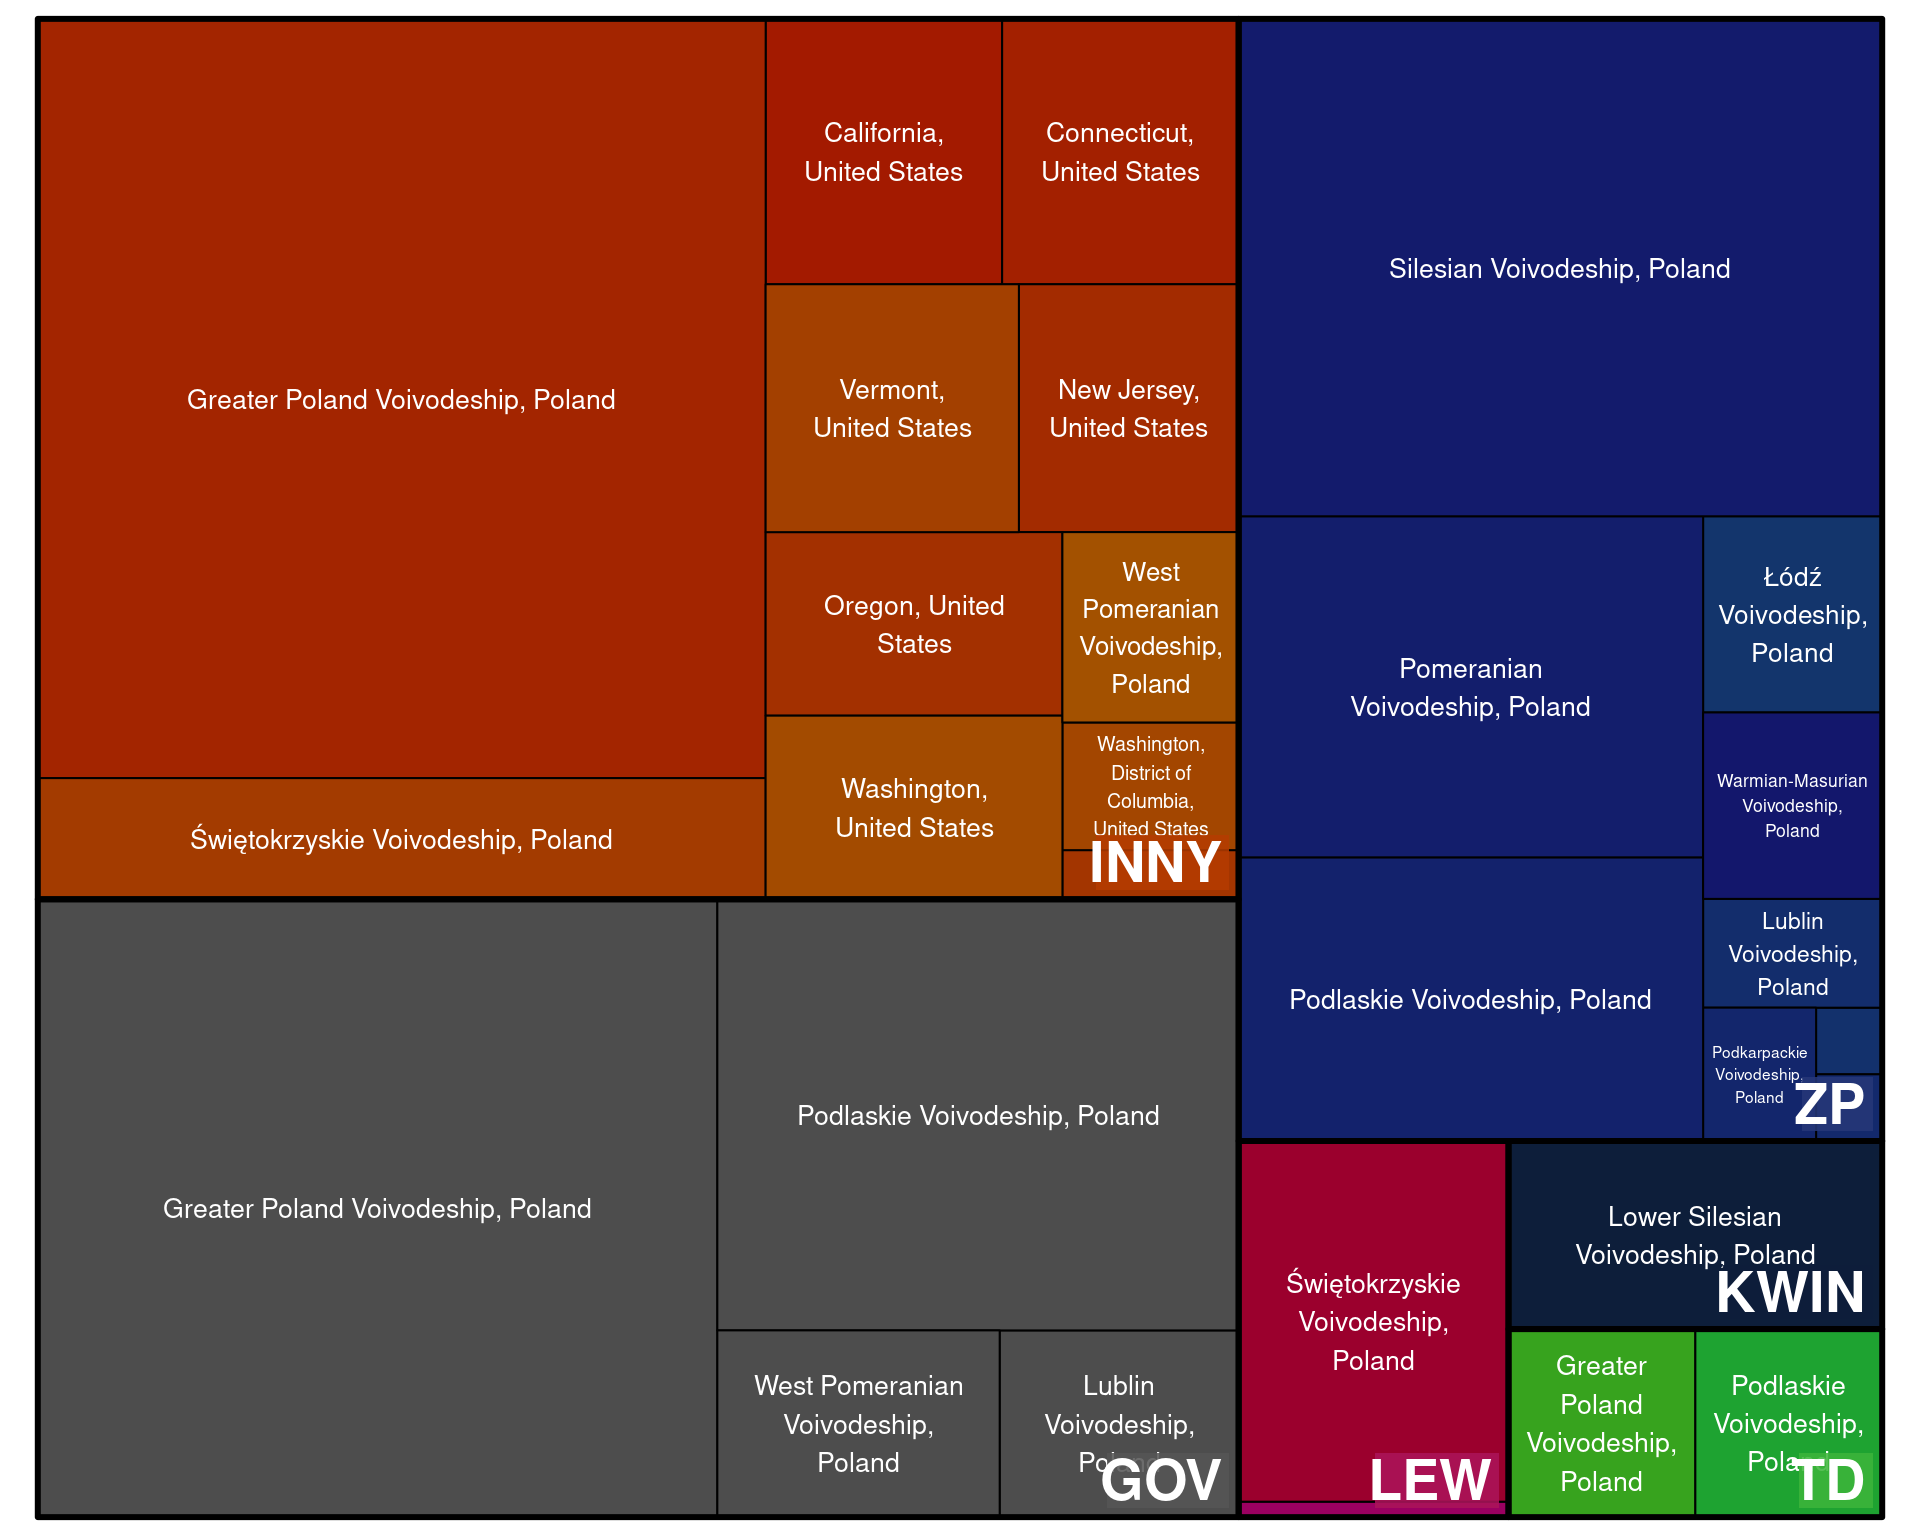 Greater Poland Voivodeship, Poland
Świętokrzyskie Voivodeship, Poland
California,
United States
Connecticut,
United States
Vermont,
United States
New Jersey,
United States
Oregon, United
States
West
Pomeranian
Voivodeship,
Poland
Washington,
United States
Washington,
District of
Columbia,
United States
INNY
Silesian Voivodeship, Poland
Pomeranian
Voivodeship, Poland
Łódź
Voivodeship,
Poland
Warmian-Masurian
Voivodeship,
Poland
Podlaskie Voivodeship, Poland
Lublin
Voivodeship,
Poland
Podkarpackie
Voivodeship,
Poland
ZP
Greater Poland Voivodeship, Poland
Podlaskie Voivodeship, Poland
West Pomeranian
Voivodeship,
Poland
Lublin
Voivodeship,
Poland
GOV
Świętokrzyskie
Voivodeship,
Poland
LEW
Lower Silesian
Voivodeship, Poland
KWIN
Greater
Poland
Voivodeship,
Poland
Podlaskie
Voivodeship,
Poland
TD